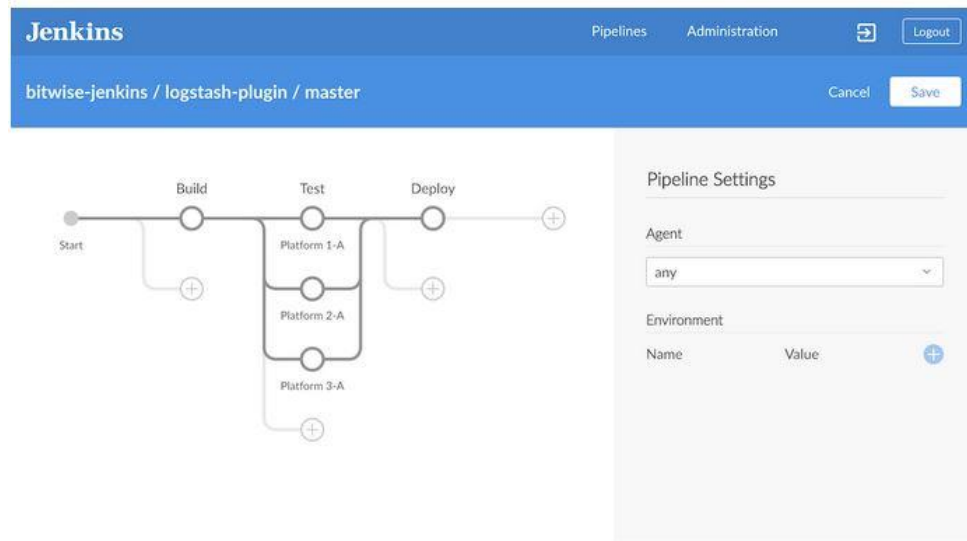 Jenkins
Pipelines Administration Logout
bitwise-jenkins / logstash-plugin / master
Cancel Save
Build Test Deploy
Start
Platform 1-A
Platform 2-A
Platform 3-A
Pipeline Settings
Agent
any
Environment
Name Value